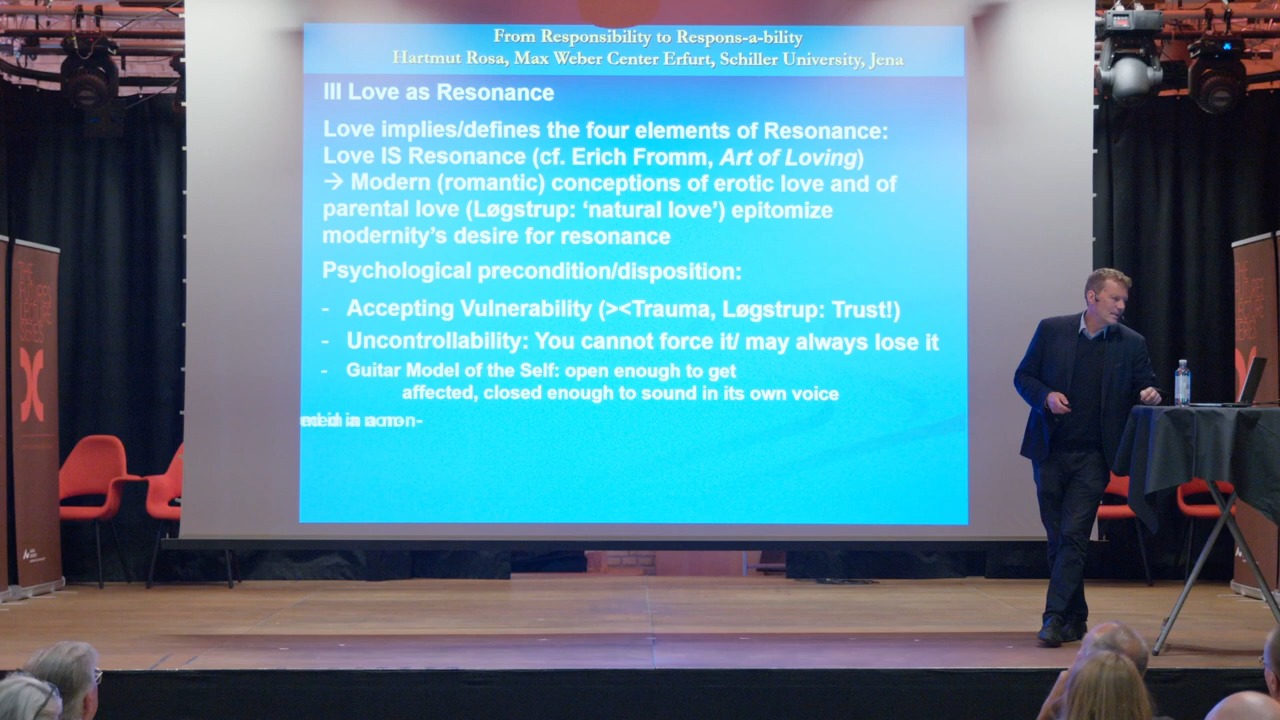 From Responsibility to Respons-a-bility
Hartmut Rosa, Max Weber Center Erfurt, Schiller University, Jena
III Love as Resonance
Love implies/defines the four elements of Resonance:
Love IS Resonance (cf. Erich Fromm, Art of Loving)
→ Modern (romantic) conceptions of erotic love and of
parental love (Løgstrup: ‘natural love’) epitomize
modernity’s desire for resonance
Psychological precondition/disposition:
- Accepting Vulnerability (><Trauma, Løgstrup: Trust!)
- Uncontrollability: You cannot force it/ may always lose it
- Guitar Model of the Self: open enough to get
affected, closed enough to sound in its own voice